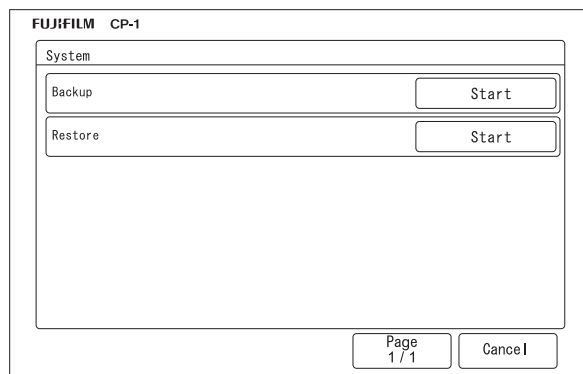 FUJIFILM CP-1
System
Backup Start
Restore Start
Page
1/1
Cancel